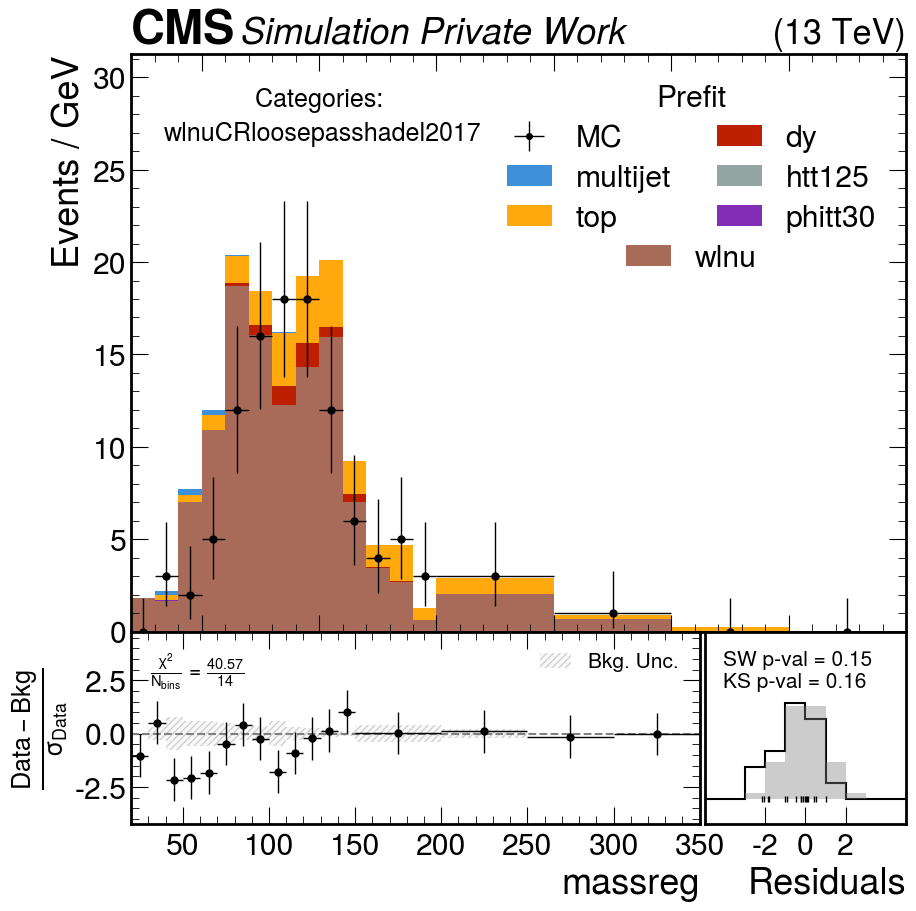 CMS Simulation Private Work (13 TeV)
Events / GeV
30
25
20
15
10
5
0
Categories:
wlnuCRloosepasshadel2017
Prefit
MC
dy
multijet
htt125
top
phitt30
wlnu
Data – Bkg
σData
2.5
0.0
-2.5
Χ²
Nbins
=
40.57
14
Bkg. Unc.
SW p-val = 0.15
KS p-val = 0.16
50 100 150 200 250 300 350
-2 0 2
massreg
Residuals